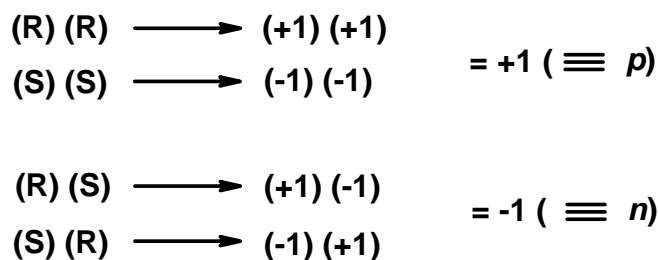 (R) (R) ⟶ (+1) (+1)
= +1 ( ≡ p)
(S) (S) ⟶ (-1) (-1)
(R) (S) ⟶ (+1) (-1)
= -1 ( ≡ n)
(S) (R) ⟶ (-1) (+1)